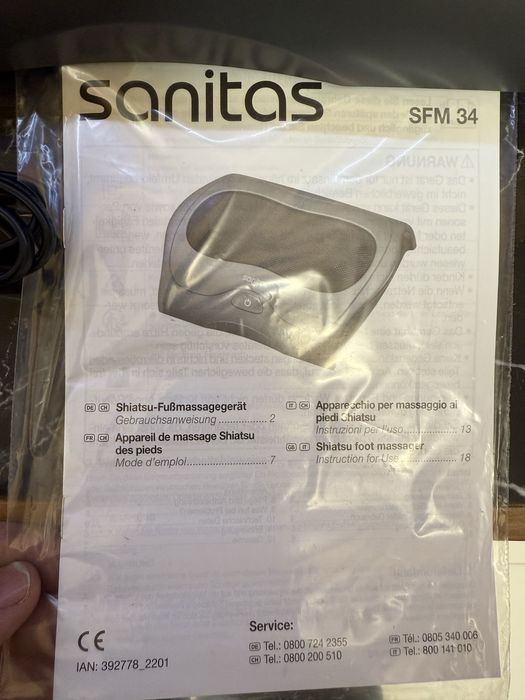 sanitas
SFM 34
DE CH Shiatsu-Fußmassagegerät
Gebrauchsanweisung ............... 2
FR CH Appareil de massage Shiatsu
des pieds
Mode d'emploi........................ 7
IT CH Apparecchio per massaggio ai
piedi Shiatsu
Instruzioni per l'uso................ 13
GB IT Shiatsu foot massager
Instruction for Use................. 18
Service:
DE Tel.: 0800 724 2355
CH Tel.: 0800 200 510
FR Tél.: 0805 340 006
IT Tel.: 800 141 010
CE
IAN: 392778_2201